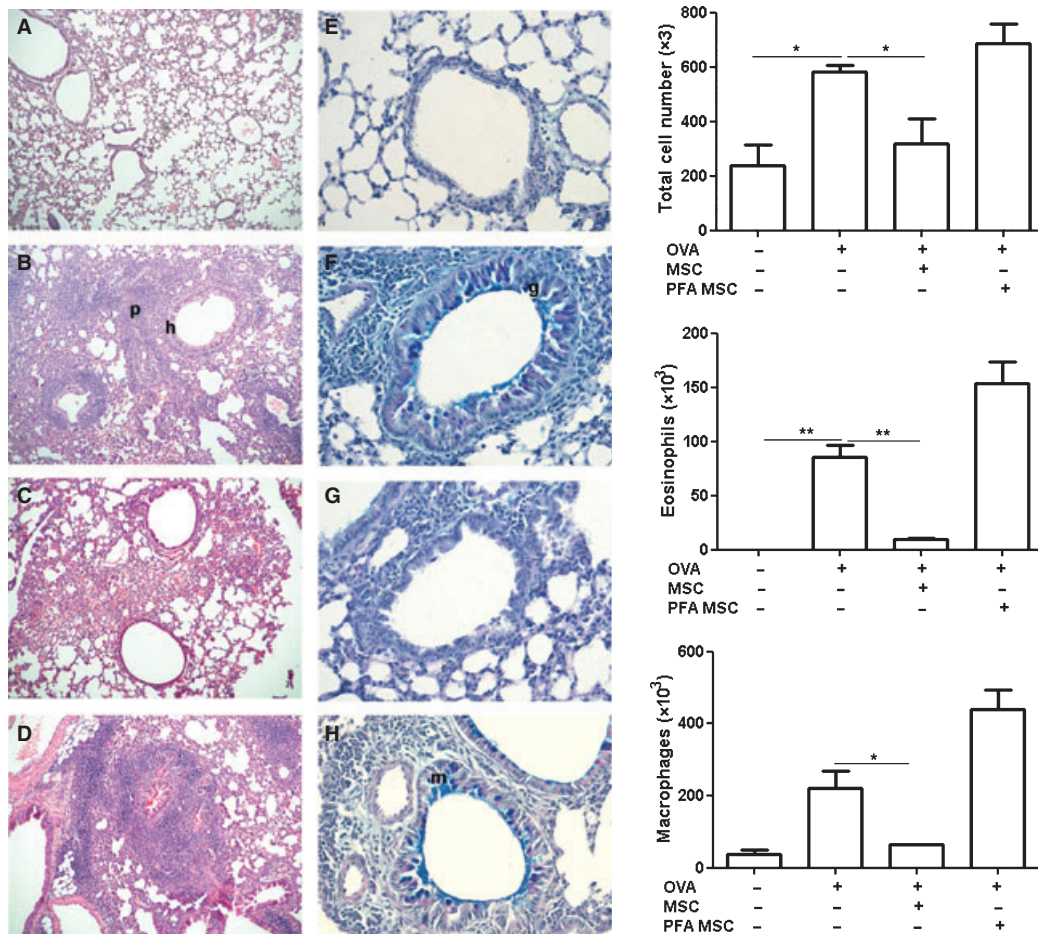 A
E
B
p
h
F
g
C
G
D
H
m
Total cell number (×3)
800
600
400
200
0
* *
OVA – + + +
MSC – – + –
PFA MSC – – – +
Eosinophils (×10³)
200
150
100
50
0
** **
OVA – + + +
MSC – – + –
PFA MSC – – – +
Macrophages (×10³)
600
400
200
0
*
OVA – + + +
MSC – – + –
PFA MSC – – – +